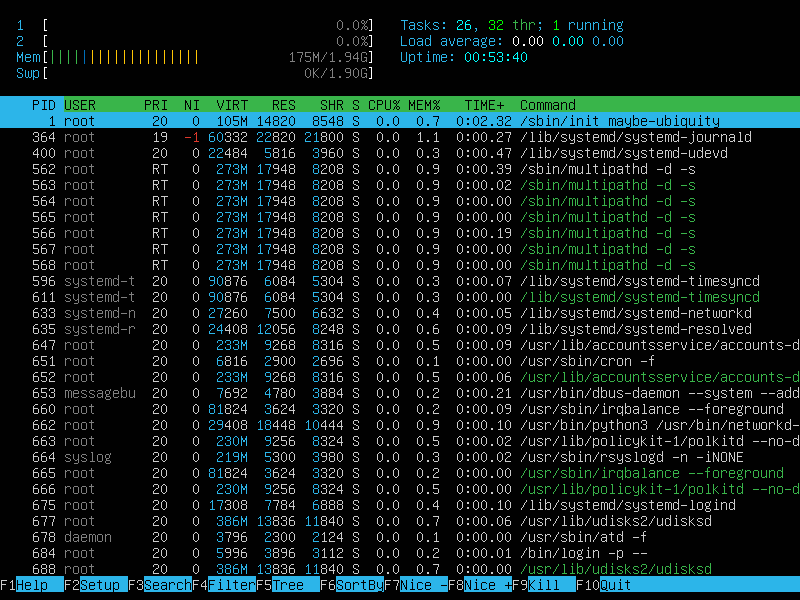 1 [ 0.0%] Tasks: 26, 32 thr; 1 running
2 [ 0.0%] Load average: 0.00 0.00 0.00
Mem[||||||||||||||||||| 175M/1.94G] Uptime: 00:53:40
Swp[ 0K/1.90G]
PID USER PRI NI VIRT RES SHR S CPU% MEM% TIME+ Command
1 root 20 0 105M 14820 8548 S 0.0 0.7 0:02.32 /sbin/init maybe-ubiquity
364 root 19 -1 60332 22820 21800 S 0.0 1.1 0:00.27 /lib/systemd/systemd-journald
400 root 20 0 22484 5816 3960 S 0.0 0.3 0:00.47 /lib/systemd/systemd-udevd
562 root RT 0 273M 17948 8208 S 0.0 0.9 0:00.39 /sbin/multipathd -d -s
563 root RT 0 273M 17948 8208 S 0.0 0.9 0:00.02 /sbin/multipathd -d -s
564 root RT 0 273M 17948 8208 S 0.0 0.9 0:00.00 /sbin/multipathd -d -s
565 root RT 0 273M 17948 8208 S 0.0 0.9 0:00.00 /sbin/multipathd -d -s
566 root RT 0 273M 17948 8208 S 0.0 0.9 0:00.19 /sbin/multipathd -d -s
567 root RT 0 273M 17948 8208 S 0.0 0.9 0:00.00 /sbin/multipathd -d -s
568 root RT 0 273M 17948 8208 S 0.0 0.9 0:00.00 /sbin/multipathd -d -s
596 systemd-t 20 0 90876 6084 5304 S 0.0 0.3 0:00.07 /lib/systemd/systemd-timesyncd
611 systemd-t 20 0 90876 6084 5304 S 0.0 0.3 0:00.00 /lib/systemd/systemd-timesyncd
633 systemd-n 20 0 27260 7500 6632 S 0.0 0.4 0:00.05 /lib/systemd/systemd-networkd
635 systemd-r 20 0 24408 12056 8248 S 0.0 0.6 0:00.09 /lib/systemd/systemd-resolved
647 root 20 0 233M 9268 8316 S 0.0 0.5 0:00.09 /usr/lib/accountsservice/accounts-d
651 root 20 0 6816 2900 2696 S 0.0 0.1 0:00.00 /usr/sbin/cron -f
652 root 20 0 233M 9268 8316 S 0.0 0.5 0:00.06 /usr/lib/accountsservice/accounts-d
653 messagebu 20 0 7692 4780 3884 S 0.0 0.2 0:00.21 /usr/bin/dbus-daemon --system --add
660 root 20 0 81824 3624 3320 S 0.0 0.2 0:00.09 /usr/sbin/irqbalance --foreground
662 root 20 0 29408 18448 10444 S 0.0 0.9 0:00.10 /usr/bin/python3 /usr/bin/networkd-
663 root 20 0 230M 9256 8324 S 0.0 0.5 0:00.02 /usr/lib/policykit-1/polkitd --no-d
664 syslog 20 0 219M 5300 3980 S 0.0 0.3 0:00.02 /usr/sbin/rsyslogd -n -iNONE
665 root 20 0 81824 3624 3320 S 0.0 0.2 0:00.00 /usr/sbin/irqbalance --foreground
666 root 20 0 230M 9256 8324 S 0.0 0.5 0:00.00 /usr/lib/policykit-1/polkitd --no-d
675 root 20 0 17308 7784 6888 S 0.0 0.4 0:00.10 /lib/systemd/systemd-logind
677 root 20 0 386M 13836 11840 S 0.0 0.7 0:00.06 /usr/lib/udisks2/udisksd
678 daemon 20 0 3796 2300 2124 S 0.0 0.1 0:00.00 /usr/sbin/atd -f
684 root 20 0 5996 3896 3112 S 0.0 0.2 0:00.01 /bin/login -p --
688 root 20 0 386M 13836 11840 S 0.0 0.7 0:00.00 /usr/lib/udisks2/udisksd
F1Help F2Setup F3SearchF4FilterF5Tree F6SortByF7Nice -F8Nice +F9Kill F10Quit